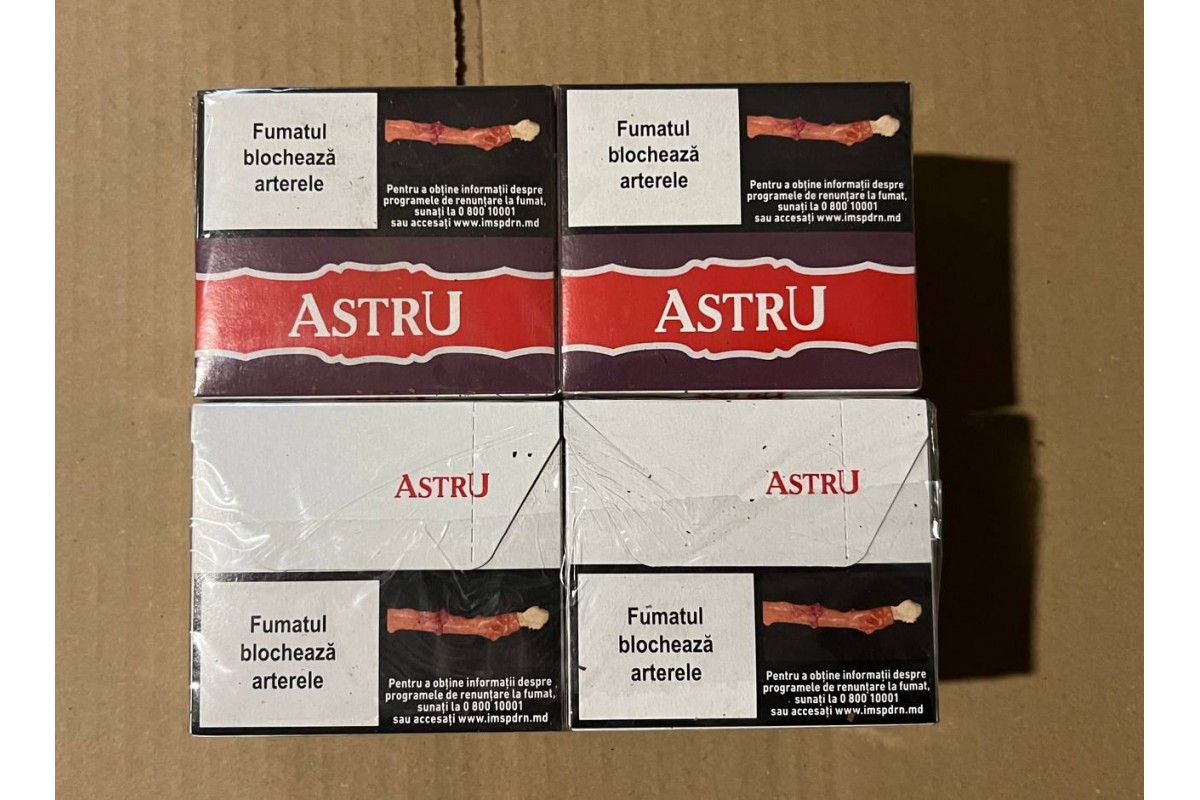 Fumatul
blochează
arterele
Pentru a obține informații despre
programele de renunțare la fumat,
sunați la 0 800 10001
sau accesați www.imspdrn.md
ASTRU
Fumatul
blochează
arterele
Pentru a obține informații despre
programele de renunțare la fumat,
sunați la 0 800 10001
sau accesați www.imspdrn.md
ASTRU
ASTRU
Fumatul
blochează
arterele
Pentru a obține informații despre
programele de renunțare la fumat,
sunați la 0 800 10001
sau accesați www.imspdrn.md
ASTRU
Fumatul
blochează
arterele
Pentru a obține informații despre
programele de renunțare la fumat,
sunați la 0 800 10001
sau accesați www.imspdrn.md